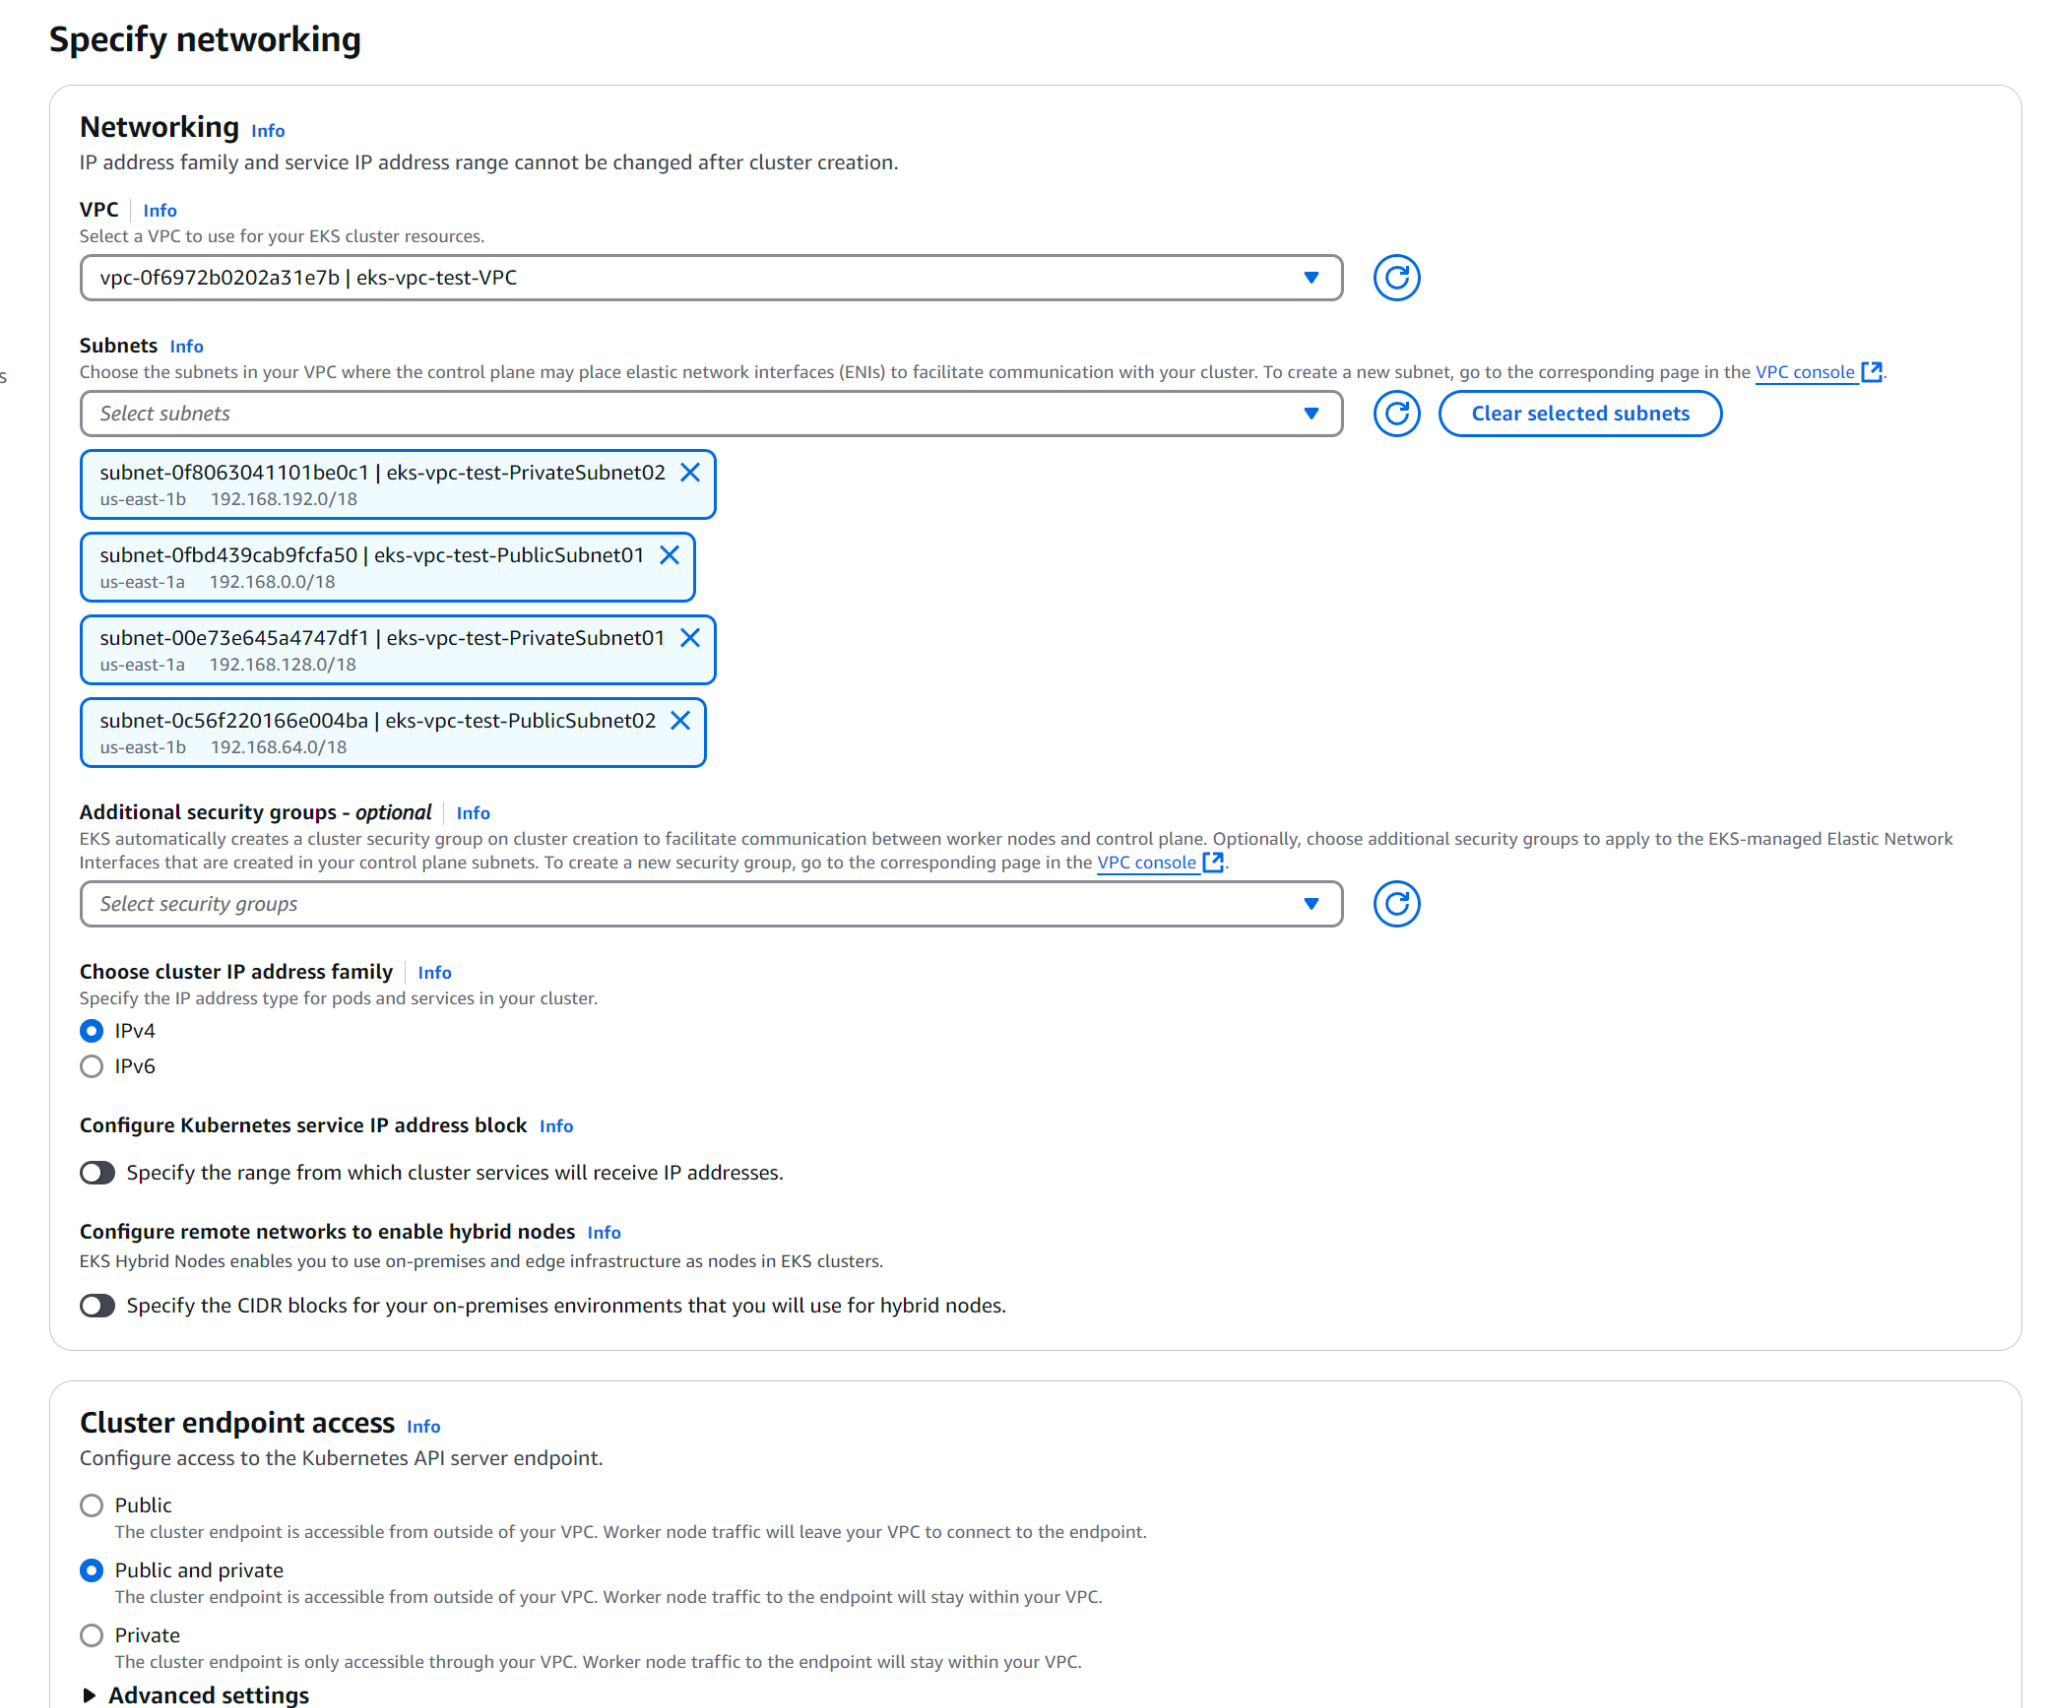 Specify networking
Networking Info
IP address family and service IP address range cannot be changed after cluster creation.
VPC Info
Select a VPC to use for your EKS cluster resources.
vpc-0f6972b0202a31e7b | eks-vpc-test-VPC
Subnets Info
s
Choose the subnets in your VPC where the control plane may place elastic network interfaces (ENIs) to facilitate communication with your cluster. To create a new subnet, go to the corresponding page in the VPC console.
Select subnets
Clear selected subnets
subnet-0f8063041101be0c1 | eks-vpc-test-PrivateSubnet02
us-east-1b 192.168.192.0/18
subnet-0fbd439cab9fcfa50 | eks-vpc-test-PublicSubnet01
us-east-1a 192.168.0.0/18
subnet-00e73e645a4747df1 | eks-vpc-test-PrivateSubnet01
us-east-1a 192.168.128.0/18
subnet-0c56f220166e004ba | eks-vpc-test-PublicSubnet02
us-east-1b 192.168.64.0/18
Additional security groups - optional Info
EKS automatically creates a cluster security group on cluster creation to facilitate communication between worker nodes and control plane. Optionally, choose additional security groups to apply to the EKS-managed Elastic Network
Interfaces that are created in your control plane subnets. To create a new security group, go to the corresponding page in the VPC console.
Select security groups
Choose cluster IP address family Info
Specify the IP address type for pods and services in your cluster.
IPv4
IPv6
Configure Kubernetes service IP address block Info
Specify the range from which cluster services will receive IP addresses.
Configure remote networks to enable hybrid nodes Info
EKS Hybrid Nodes enables you to use on-premises and edge infrastructure as nodes in EKS clusters.
Specify the CIDR blocks for your on-premises environments that you will use for hybrid nodes.
Cluster endpoint access Info
Configure access to the Kubernetes API server endpoint.
Public
The cluster endpoint is accessible from outside of your VPC. Worker node traffic will leave your VPC to connect to the endpoint.
Public and private
The cluster endpoint is accessible from outside of your VPC. Worker node traffic to the endpoint will stay within your VPC.
Private
The cluster endpoint is only accessible through your VPC. Worker node traffic to the endpoint will stay within your VPC.
Advanced settings